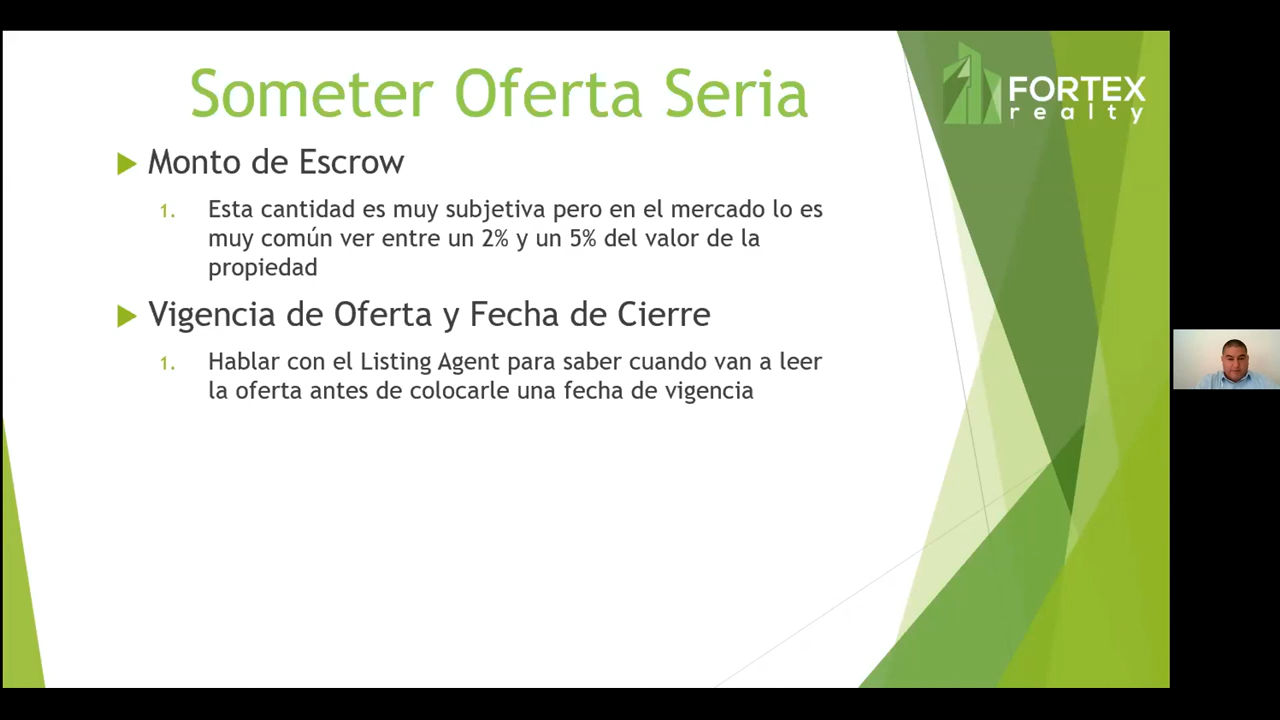 Someter Oferta Seria
FORTEX
realty
Monto de Escrow
1. Esta cantidad es muy subjetiva pero en el mercado lo es
muy común ver entre un 2% y un 5% del valor de la
propiedad
Vigencia de Oferta y Fecha de Cierre
1. Hablar con el Listing Agent para saber cuando van a leer
la oferta antes de colocarle una fecha de vigencia